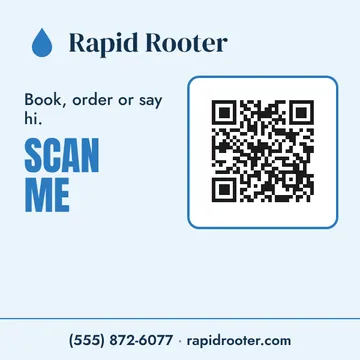 Rapid Rooter
Book, order or say
hi.
SCAN
ME
(555) 872-6077 · rapidrooter.com